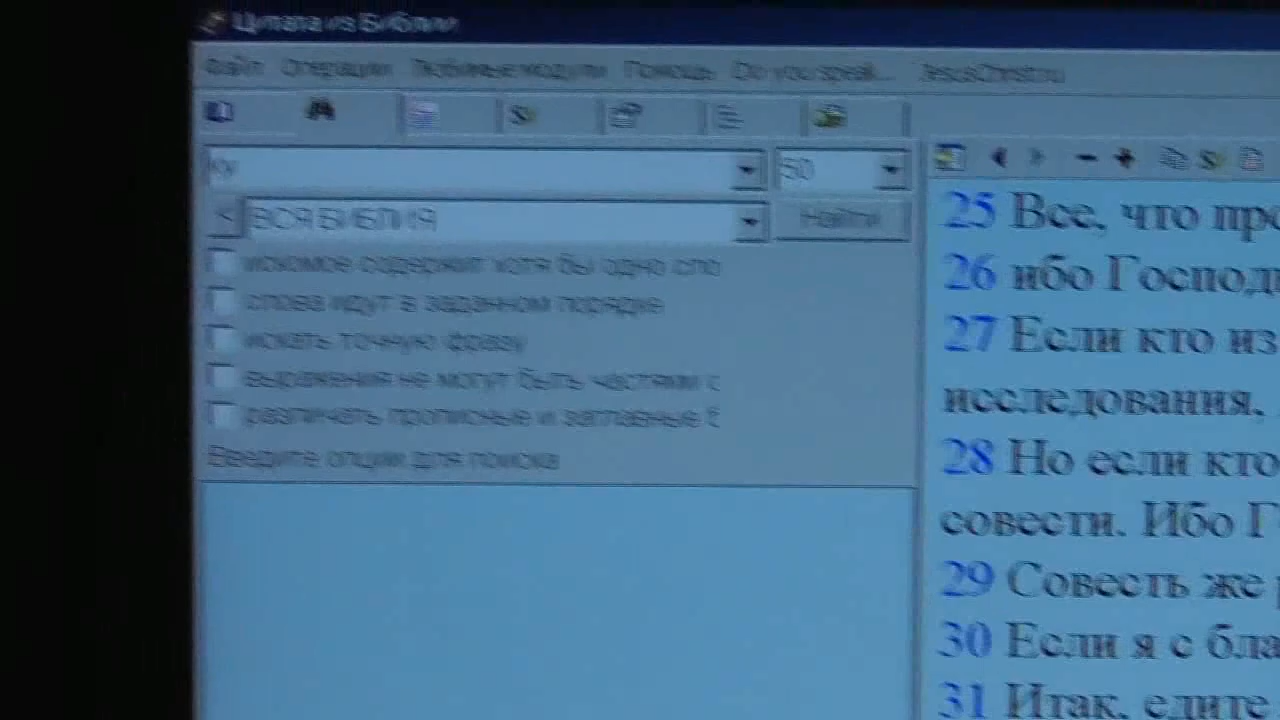 Цитата из Библии
Файл Операции Любимые модули Помощь Do you speak... JesusChrist.ru
50
< ВСЯ БИБЛИЯ Найти
искомое содержит хотя бы одно сло
слова идут в заданном порядке
искать точную фразу
выражения не могут быть частями с
различать прописные и заглавные б
Введите опции для поиска
25 Все, что про
26 ибо Господ
27 Если кто из
исследования,
28 Но если кто
совести. Ибо Г
29 Совесть же
30 Если я с бла
31 Итак, едите